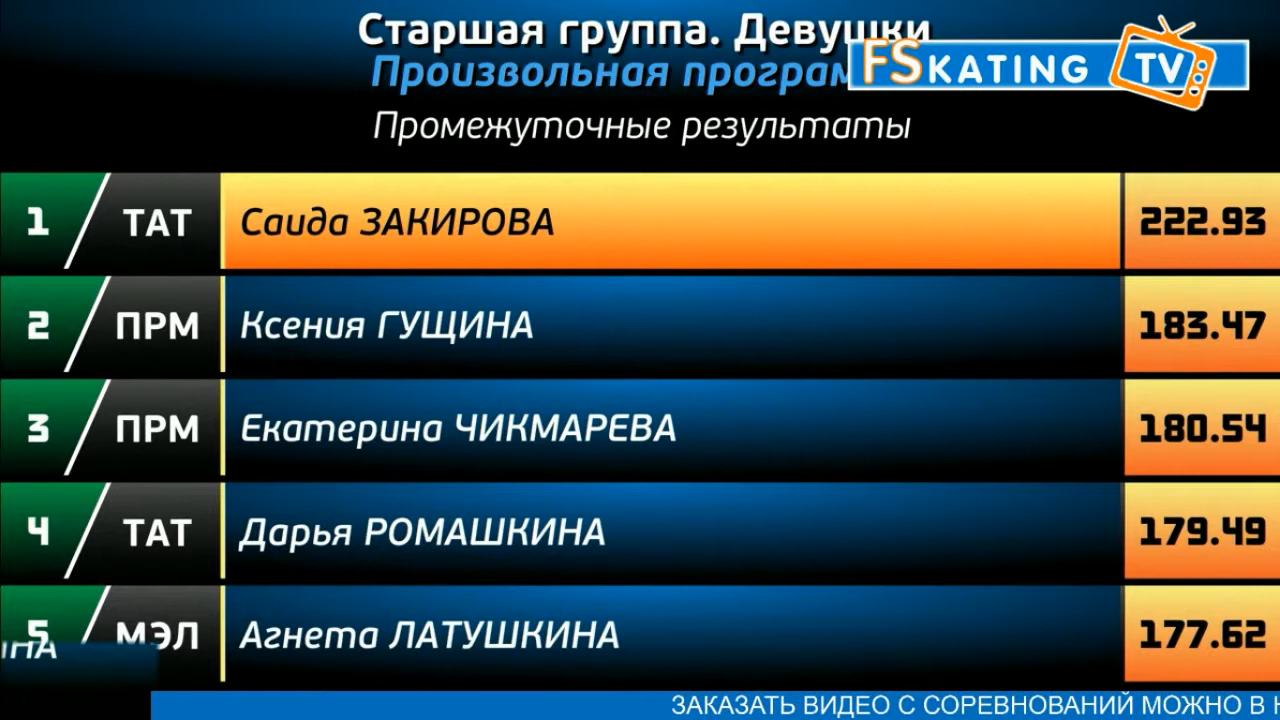 Старшая группа. Девушки
Произвольная програм
FSKATING TV
Промежуточные результаты
1 ТАТ Саида ЗАКИРОВА 222.93
2 ПРМ Ксения ГУЩИНА 183.47
3 ПРМ Екатерина ЧИКМАРЕВА 180.54
4 ТАТ Дарья РОМАШКИНА 179.49
5 МЭЛ Агнета ЛАТУШКИНА 177.62
ЗАКАЗАТЬ ВИДЕО С СОРЕВНОВАНИЙ МОЖНО В